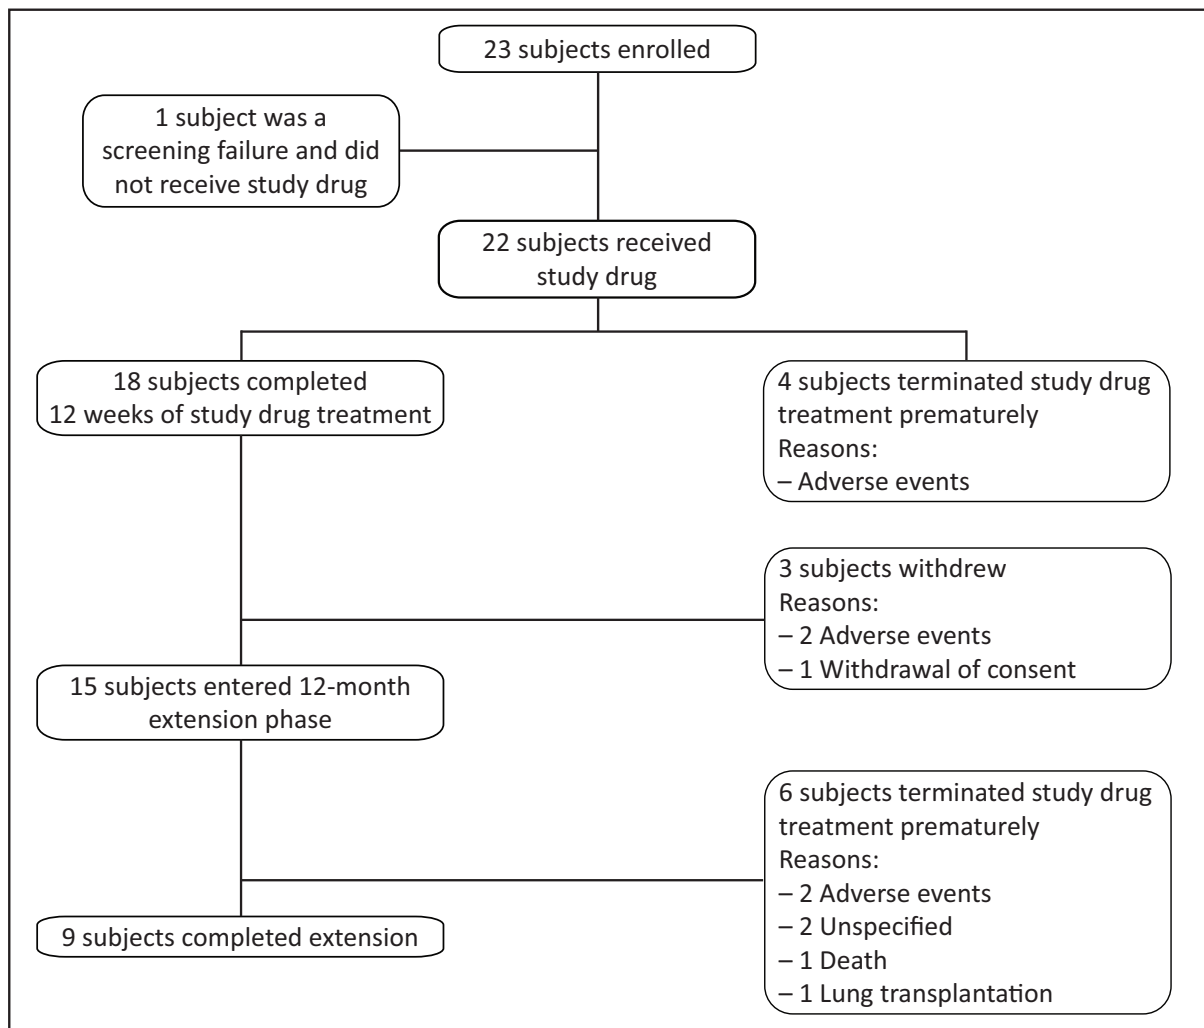 23 subjects enrolled
1 subject was a
screening failure and did
not receive study drug
22 subjects received
study drug
18 subjects completed
12 weeks of study drug treatment
4 subjects terminated study drug
treatment prematurely
Reasons:
– Adverse events
3 subjects withdrew
Reasons:
– 2 Adverse events
– 1 Withdrawal of consent
15 subjects entered 12-month
extension phase
6 subjects terminated study drug
treatment prematurely
Reasons:
– 2 Adverse events
– 2 Unspecified
– 1 Death
– 1 Lung transplantation
9 subjects completed extension